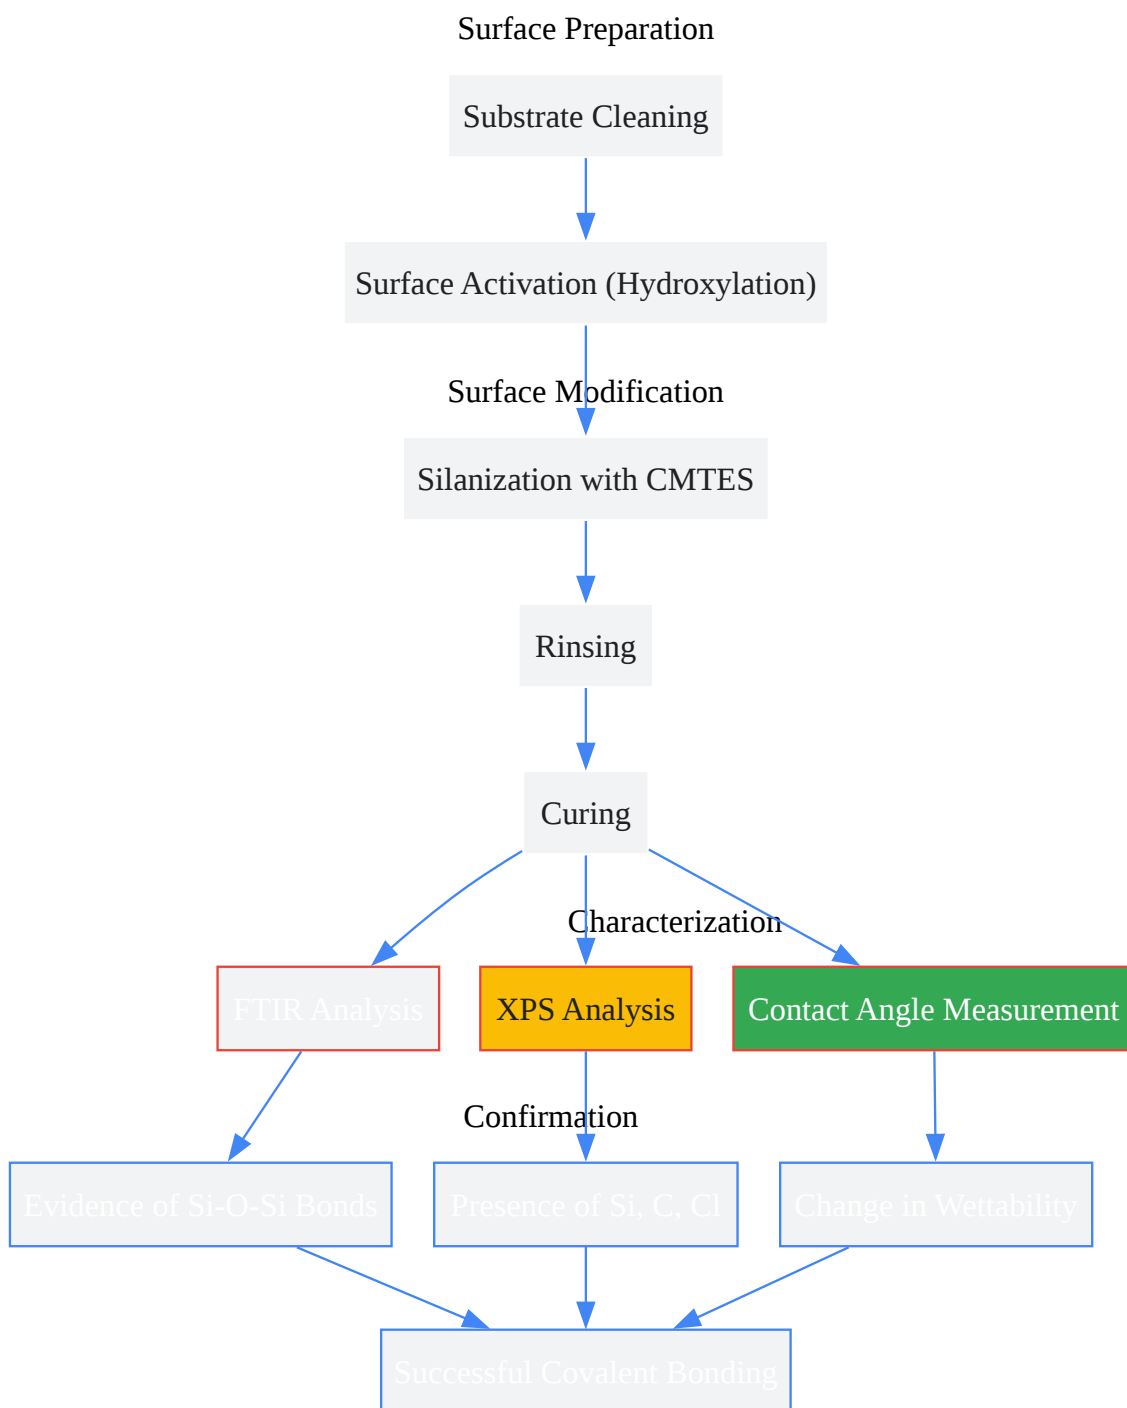 Surface Preparation
Substrate Cleaning
Surface Activation (Hydroxylation)
Surface Modification
Silanization with CMTES
Rinsing
Curing
Characterization
FTIR Analysis
XPS Analysis
Contact Angle Measurement
Confirmation
Evidence of Si-O-Si Bonds
Presence of Si, C, Cl
Change in Wettability
Successful Covalent Bonding